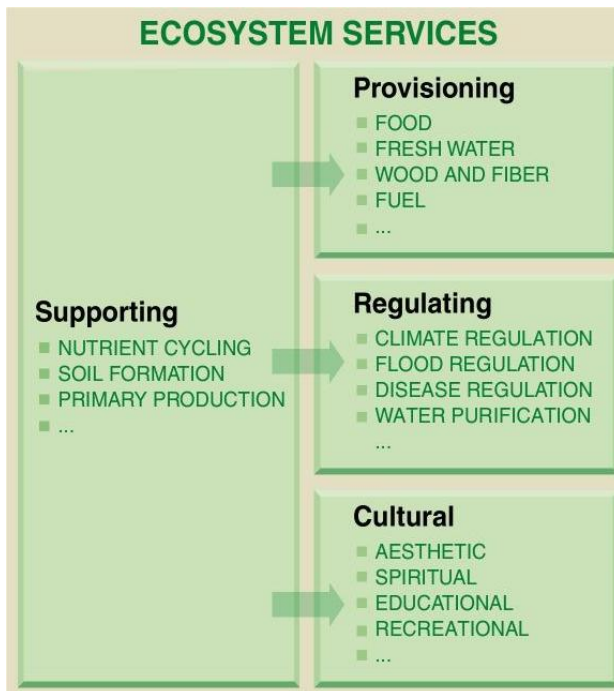 ECOSYSTEM SERVICES
Supporting
NUTRIENT CYCLING
SOIL FORMATION
PRIMARY PRODUCTION
...
Provisioning
FOOD
FRESH WATER
WOOD AND FIBER
FUEL
...
Regulating
CLIMATE REGULATION
FLOOD REGULATION
DISEASE REGULATION
WATER PURIFICATION
...
Cultural
AESTHETIC
SPIRITUAL
EDUCATIONAL
RECREATIONAL
...